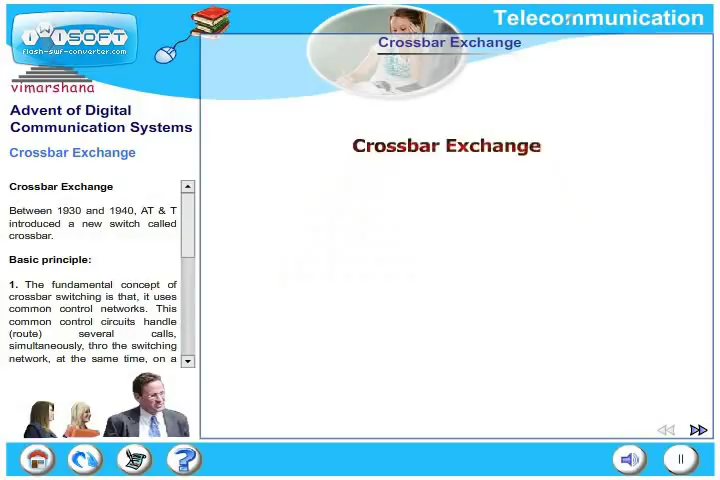 Telecommunication
iWiSOFT
flash-swf-converter.com
Crossbar Exchange
vimarshana
Advent of Digital
Communication Systems
Crossbar Exchange
Crossbar Exchange
Crossbar Exchange
Between 1930 and 1940, AT & T
introduced a new switch called
crossbar.
Basic principle:
1. The fundamental concept of
crossbar switching is that, it uses
common control networks. This
common control circuits handle
(route) several calls,
simultaneously, thro the switching
network, at the same time, on a